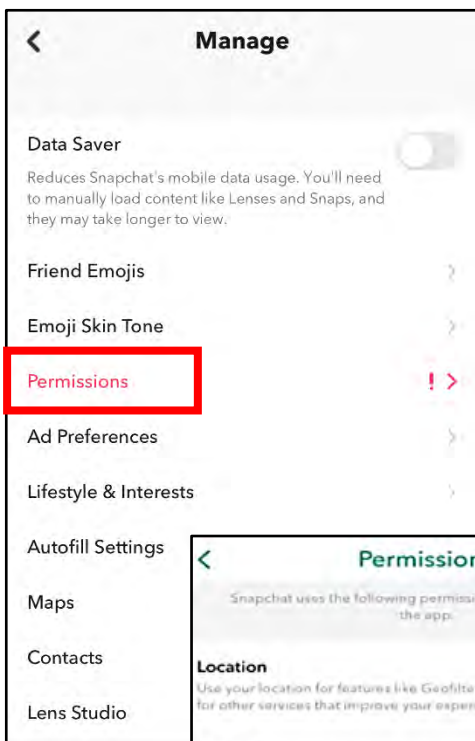 Manage
Data Saver
Reduces Snapchat's mobile data usage. You'll need
to manually load content like Lenses and Snaps, and
they may take longer to view.
Friend Emojis
Emoji Skin Tone
Permissions
Ad Preferences
Lifestyle & Interests
Autofill Settings
Maps
Contacts
Lens Studio
Permission
Snapchat uses the following
the app.
Location
Use your location for features like
for other services that improve your